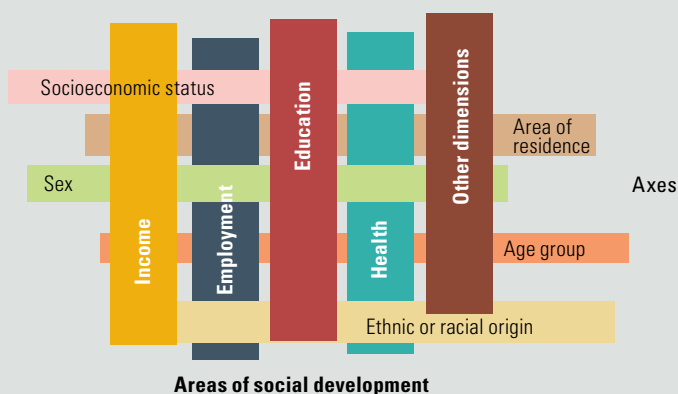 Socioeconomic status
Area of
residence
Sex
Axes
Age group
Ethnic or racial origin
Income
Employment
Education
Health
Other dimensions
Areas of social development